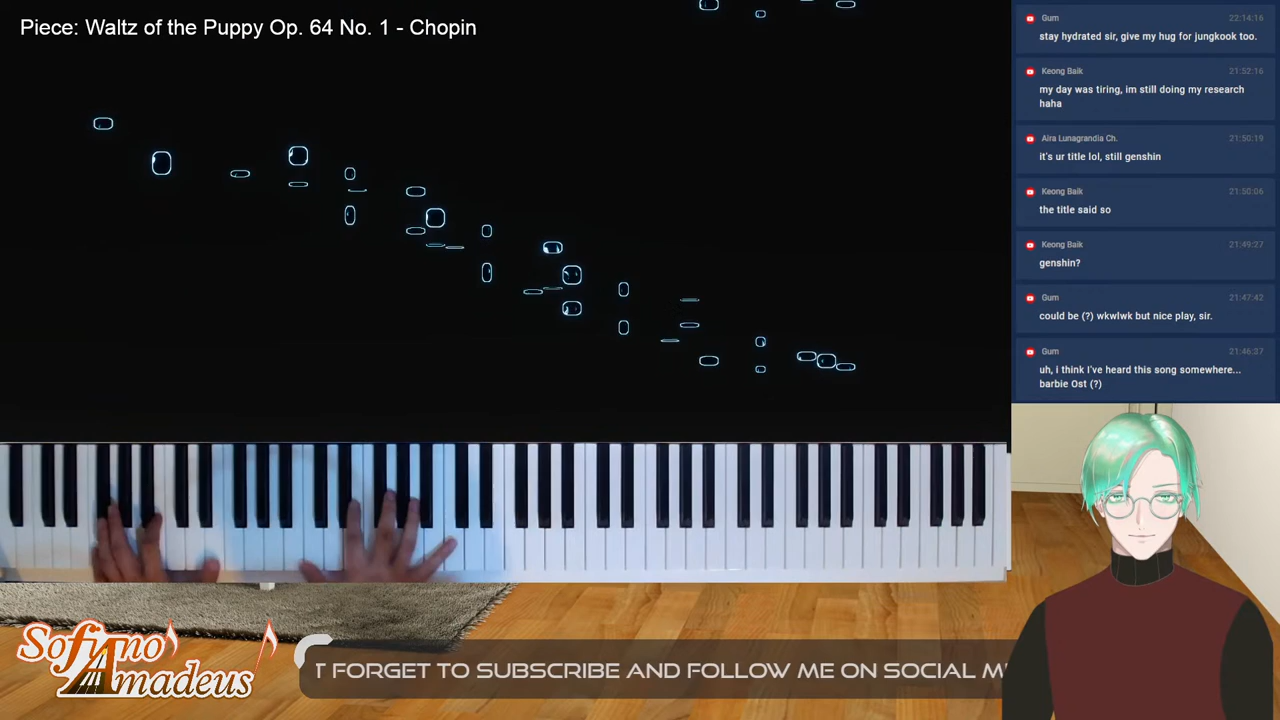 Piece: Waltz of the Puppy Op. 64 No. 1 - Chopin
Gum 22:14:16
stay hydrated sir, give my hug for jungkook too.
Keong Baik 21:52:16
my day was tiring, im still doing my research
haha
Aira Lunagrandia Ch. 21:50:19
it's ur title lol, still genshin
Keong Baik 21:50:06
the title said so
Keong Baik 21:49:27
genshin?
Gum 21:47:42
could be (?) wkwlwk but nice play, sir.
Gum 21:46:37
uh, i think I've heard this song somewhere...
barbie Ost (?)
Sofiano
Amadeus
T FORGET TO SUBSCRIBE AND FOLLOW ME ON SOCIAL M